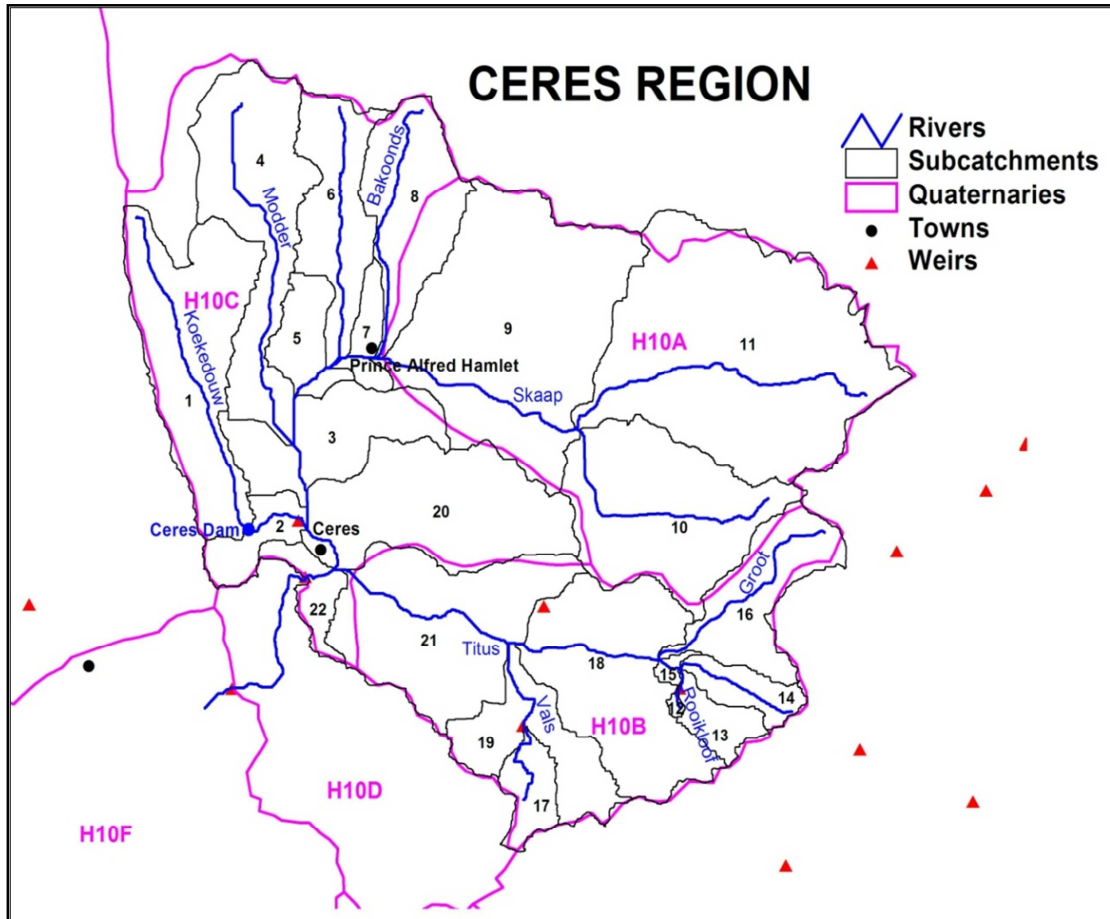 CERES REGION
Rivers
Subcatchments
Quaternaries
Towns
Weirs
4
6
Bakoonds
8
Modder
H10C
Koekedouw
1
5
7
Prince Alfred Hamlet
9
H10A
11
Skaap
3
20
10
Ceres Dam
2
Ceres
Groot
16
22
21
Titus
18
15
14
12
Rooikloof
13
Vals
H10B
19
17
H10D
H10F